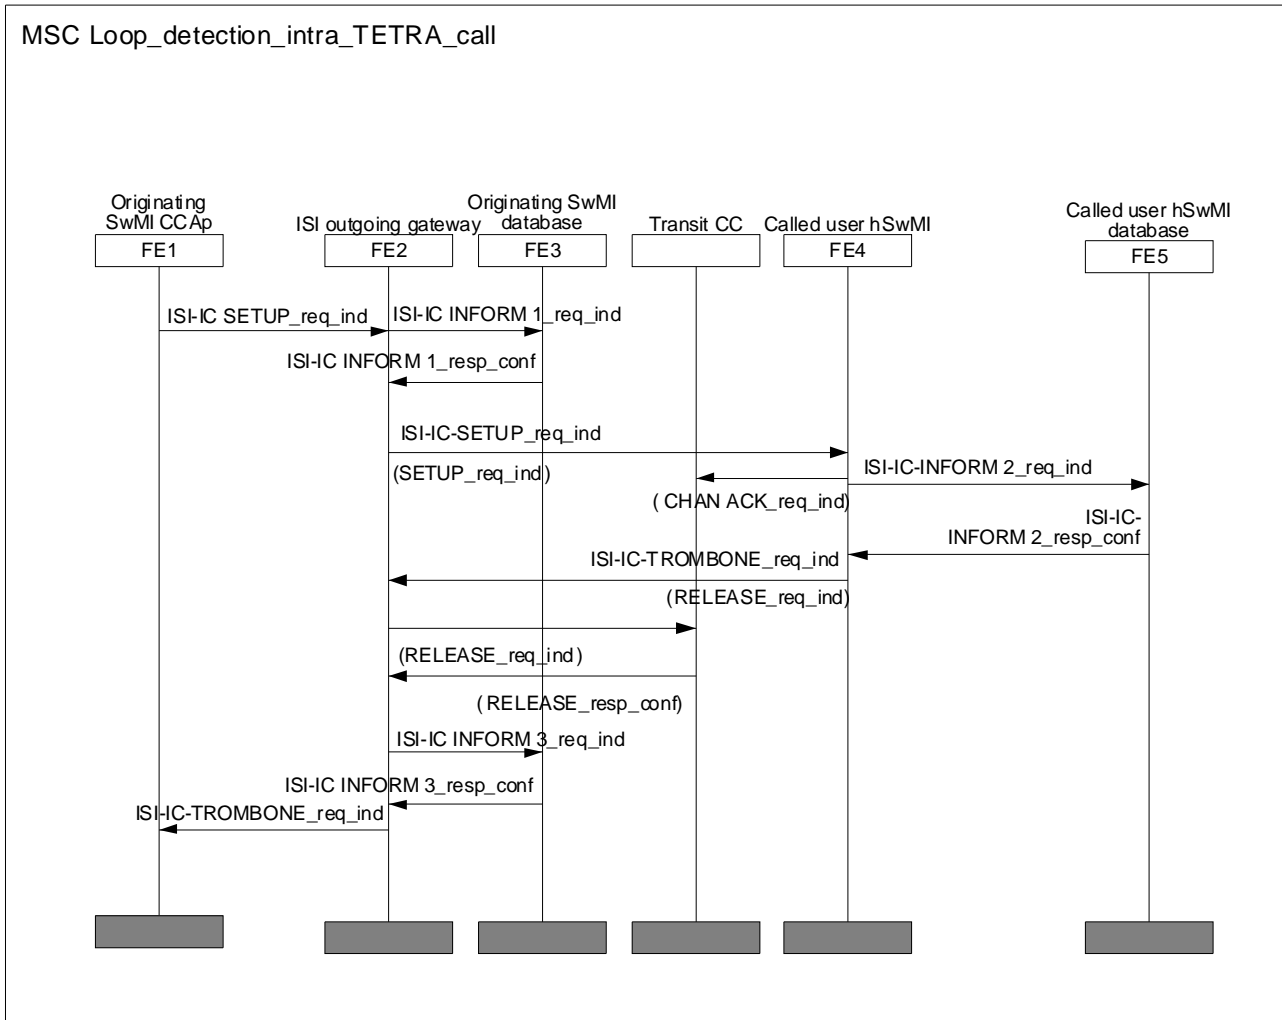 MSC Loop_detection_intra_TETRA_call
Originating
SwMI CCAp
ISI outgoing gateway
Originating SwMI
database
Transit CC
Called user hSwMI
Called user hSwMI
database
FE1
FE2
FE3
FE4
FE5
ISI-IC SETUP_req_ind
ISI-IC INFORM 1_req_ind
ISI-IC INFORM 1_resp_conf
ISI-IC-SETUP_req_ind
(SETUP_req_ind)
ISI-IC-INFORM 2_req_ind
( CHAN ACK_req_ind)
ISI-IC-
INFORM 2_resp_conf
ISI-IC-TROMBONE_req_ind
(RELEASE_req_ind)
(RELEASE_req_ind)
( RELEASE_resp_conf)
ISI-IC INFORM 3_req_ind
ISI-IC INFORM 3_resp_conf
ISI-IC-TROMBONE_req_ind